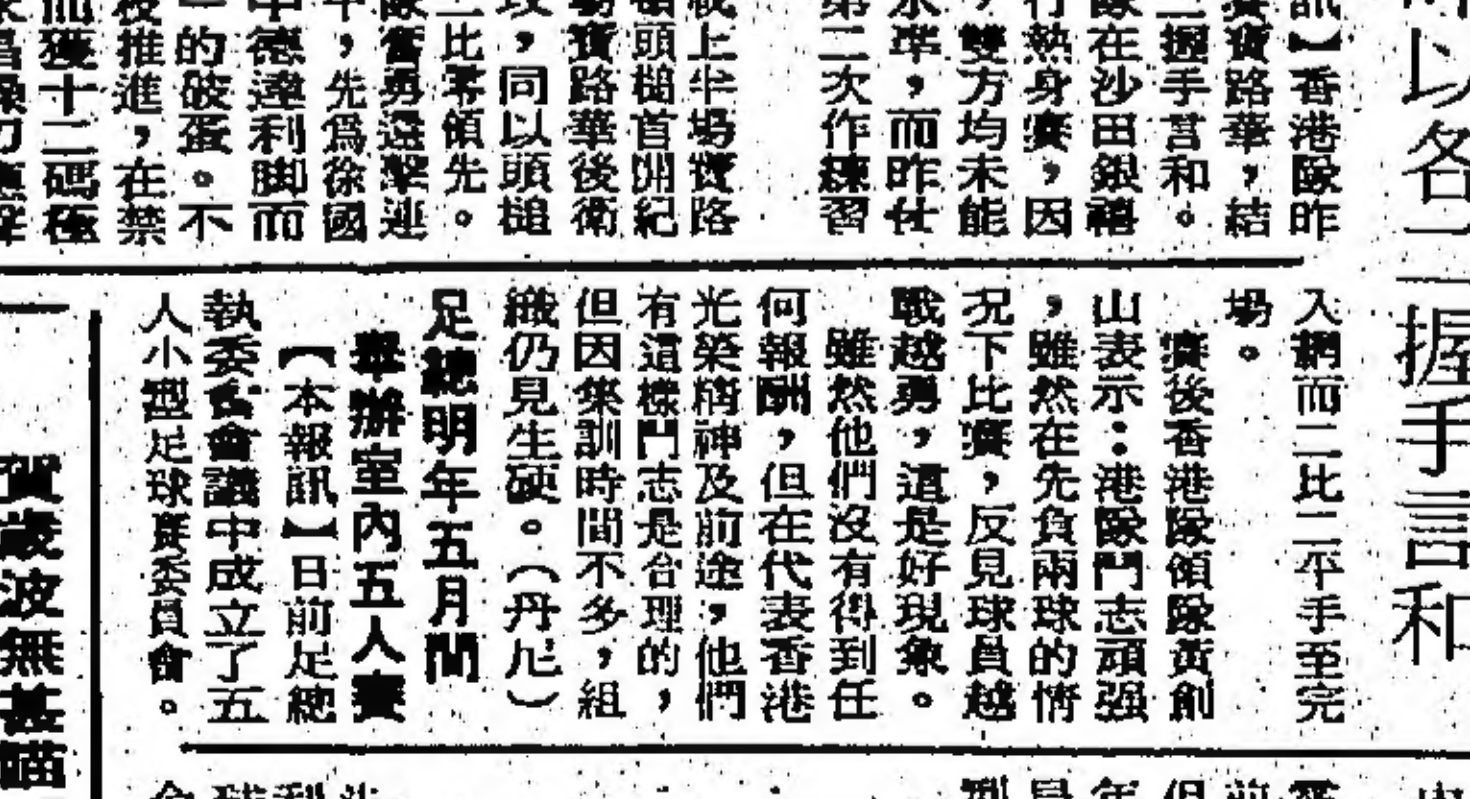 以各二握手言和
訊】香港隊昨
賽寶路華，結
二握手言和。
隊在沙田銀禧
行熱身賽，因
，雙方均未能
水準，而昨仗
第二次作練習
上半場寶路
頭槌首開紀
場寶路華後衛
攻，同以頭槌
二比零領先。
隊奮勇還擊連
，先爲徐國
中德達利脚而
的破蛋。不
後推進，在禁
而獲十二碼極
入網而二比二平手至完
場。
賽後香港隊領隊黃創
山表示：港隊鬥志頑强
，雖然在先負兩球的情
况下比賽，反見球員越
戰越勇，這是好現象。
雖然他們沒有得到任
何報酬，但在代表香港
光榮精神及前途，他們
有這樣鬥志是合理的，
但因集訓時間不多，組
織仍見生硬。（丹尼）
足總明年五月間
舉辦室內五人賽
【本報訊】日前足總
執委會會議中成立了五
人小型足球賽委員會。
賀歲波無甚瞄